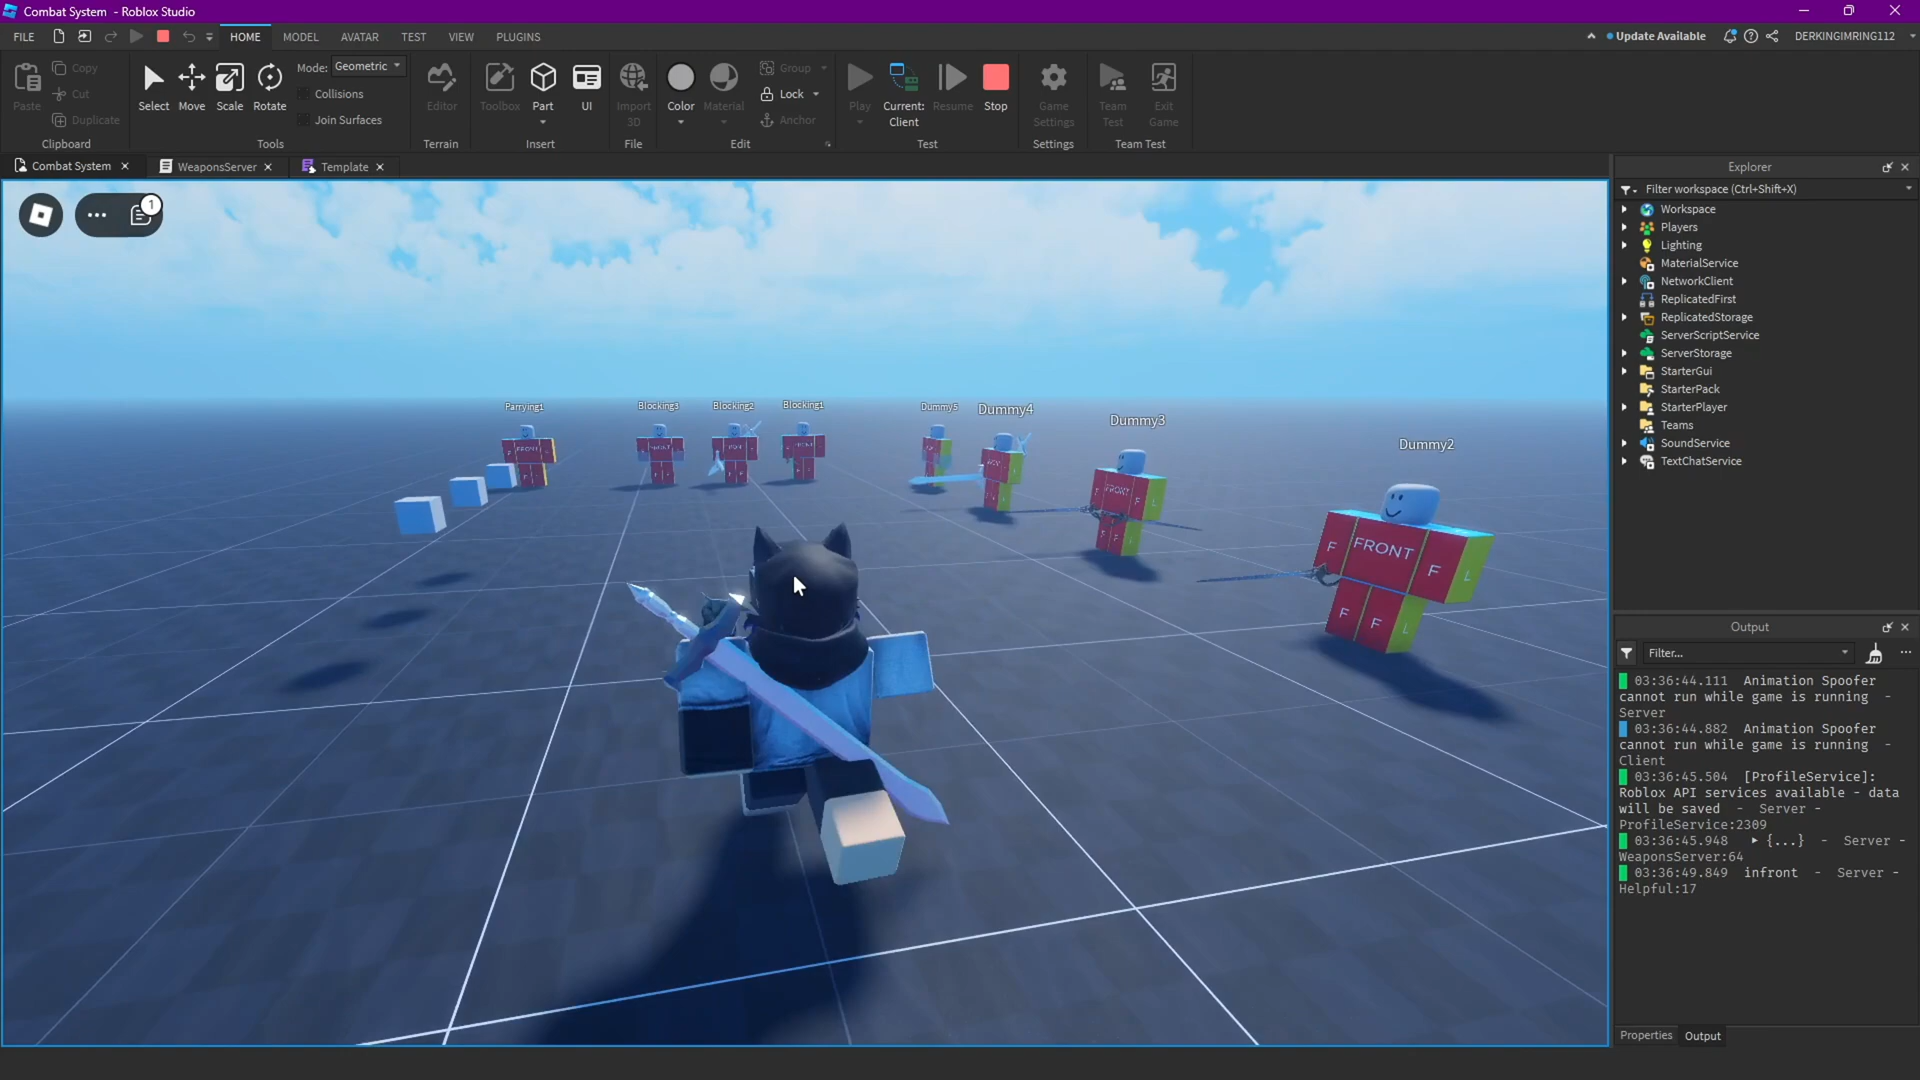 Combat System - Roblox Studio
FILE HOME MODEL AVATAR TEST VIEW PLUGINS
Update Available
DERKINGIMRING112
Paste
Copy
Cut
Duplicate
Clipboard
Select
Move
Scale
Rotate
Mode: Geometric
Collisions
Join Surfaces
Tools
Editor
Terrain
Toolbox
Part
UI
Insert
Import
3D
File
Color
Material
Group
Lock
Anchor
Edit
Play
Current:
Client
Resume
Stop
Test
Game
Settings
Settings
Team
Test
Exit
Game
Team Test
Combat System
WeaponsServer
Template
1
Parrying1
Blocking3
Blocking2
Blocking1
Dummy5
Dummy4
Dummy3
Dummy2
FRONT
FRONT
F FRONT F L
F F L
Explorer
Filter workspace (Ctrl+Shift+X)
Workspace
Players
Lighting
MaterialService
NetworkClient
ReplicatedFirst
ReplicatedStorage
ServerScriptService
ServerStorage
StarterGui
StarterPack
StarterPlayer
Teams
SoundService
TextChatService
Output
Filter...
03:36:44.111 Animation Spoofer
cannot run while game is running -
Server
03:36:44.882 Animation Spoofer
cannot run while game is running -
Client
03:36:45.504 [ProfileService]:
Roblox API services available - data
will be saved - Server -
ProfileService:2309
03:36:45.948 ▶ {...} - Server -
WeaponsServer:64
03:36:49.849 infront - Server -
Helpful:17
Properties
Output